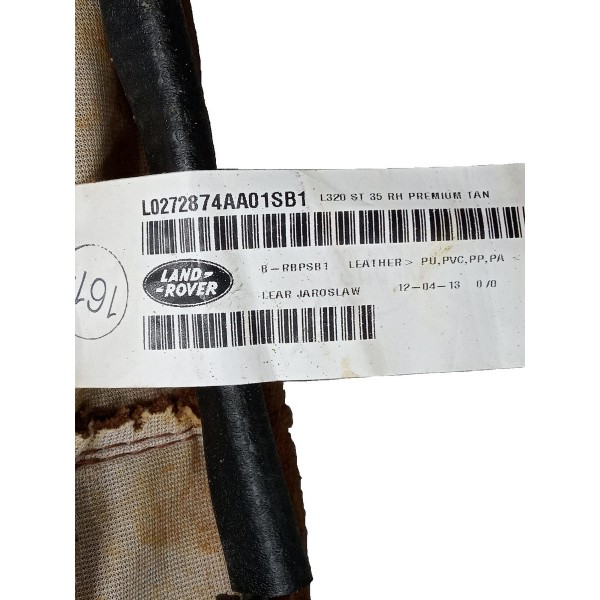 L0272874AA01SB1 L320 ST 35 RH PREMIUM TAN
LAND-
-ROVER
B-RBPSB1 LEATHER> PU,PVC,PP,PA <
LEAR JAROSLAW 12-04-13 0/0